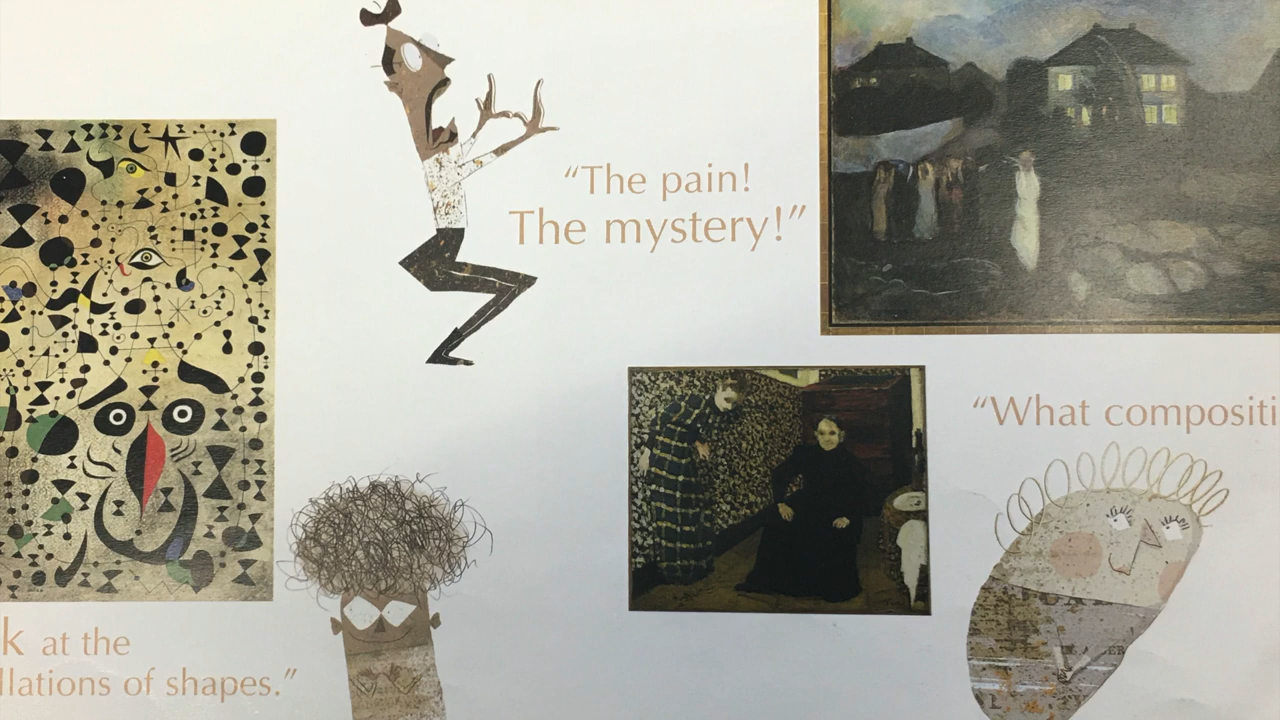 “The pain!
The mystery!”
“What compositi
k at the
llations of shapes.”